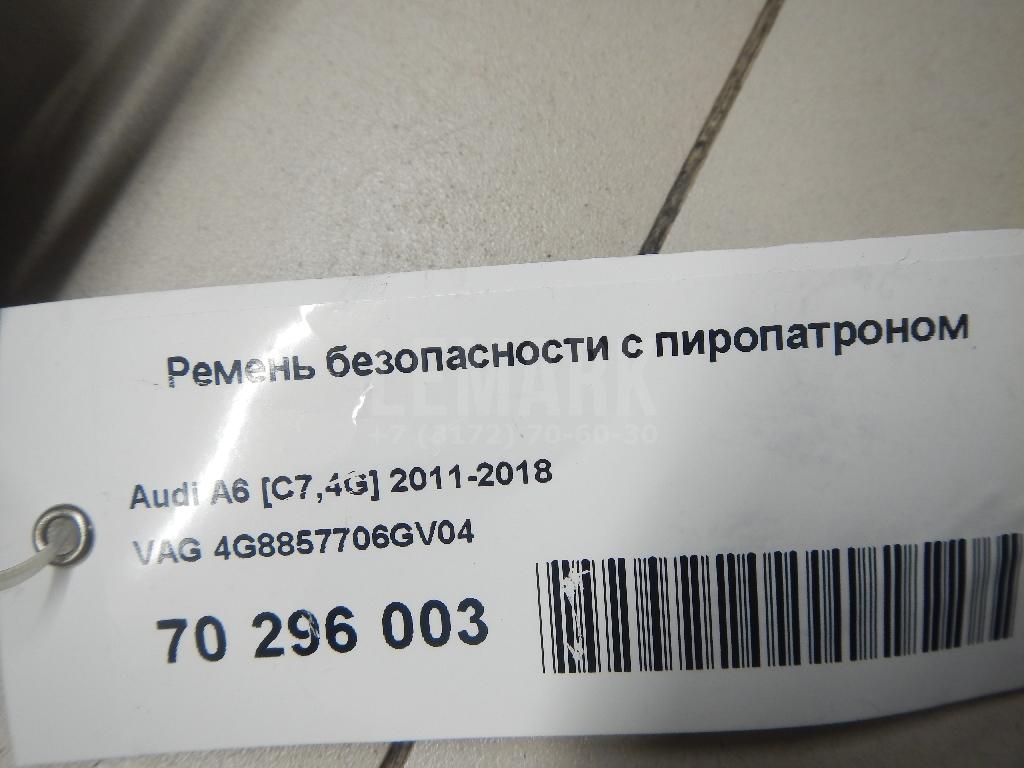 Ремень безопасности с пиропатроном
LEMARK
+7 (3172) 70-60-30
Audi A6 [C7,4G] 2011-2018
VAG 4G8857706GV04
70 296 003